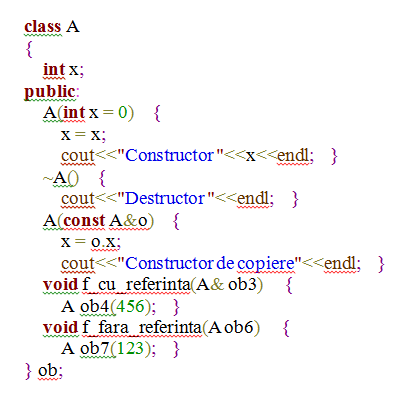 class A
{
int x;
public:
A(int x = 0) {
x = x;
cout<<"Constructor "<<x<<endl; }
~A() {
cout<<"Destructor "<<endl; }
A(const A&o) {
x = o.x;
cout<<"Constructor de copiere"<<endl; }
void f_cu_referinta(A& ob3) {
A ob4(456); }
void f_fara_referinta(A ob6) {
A ob7(123); }
} ob;